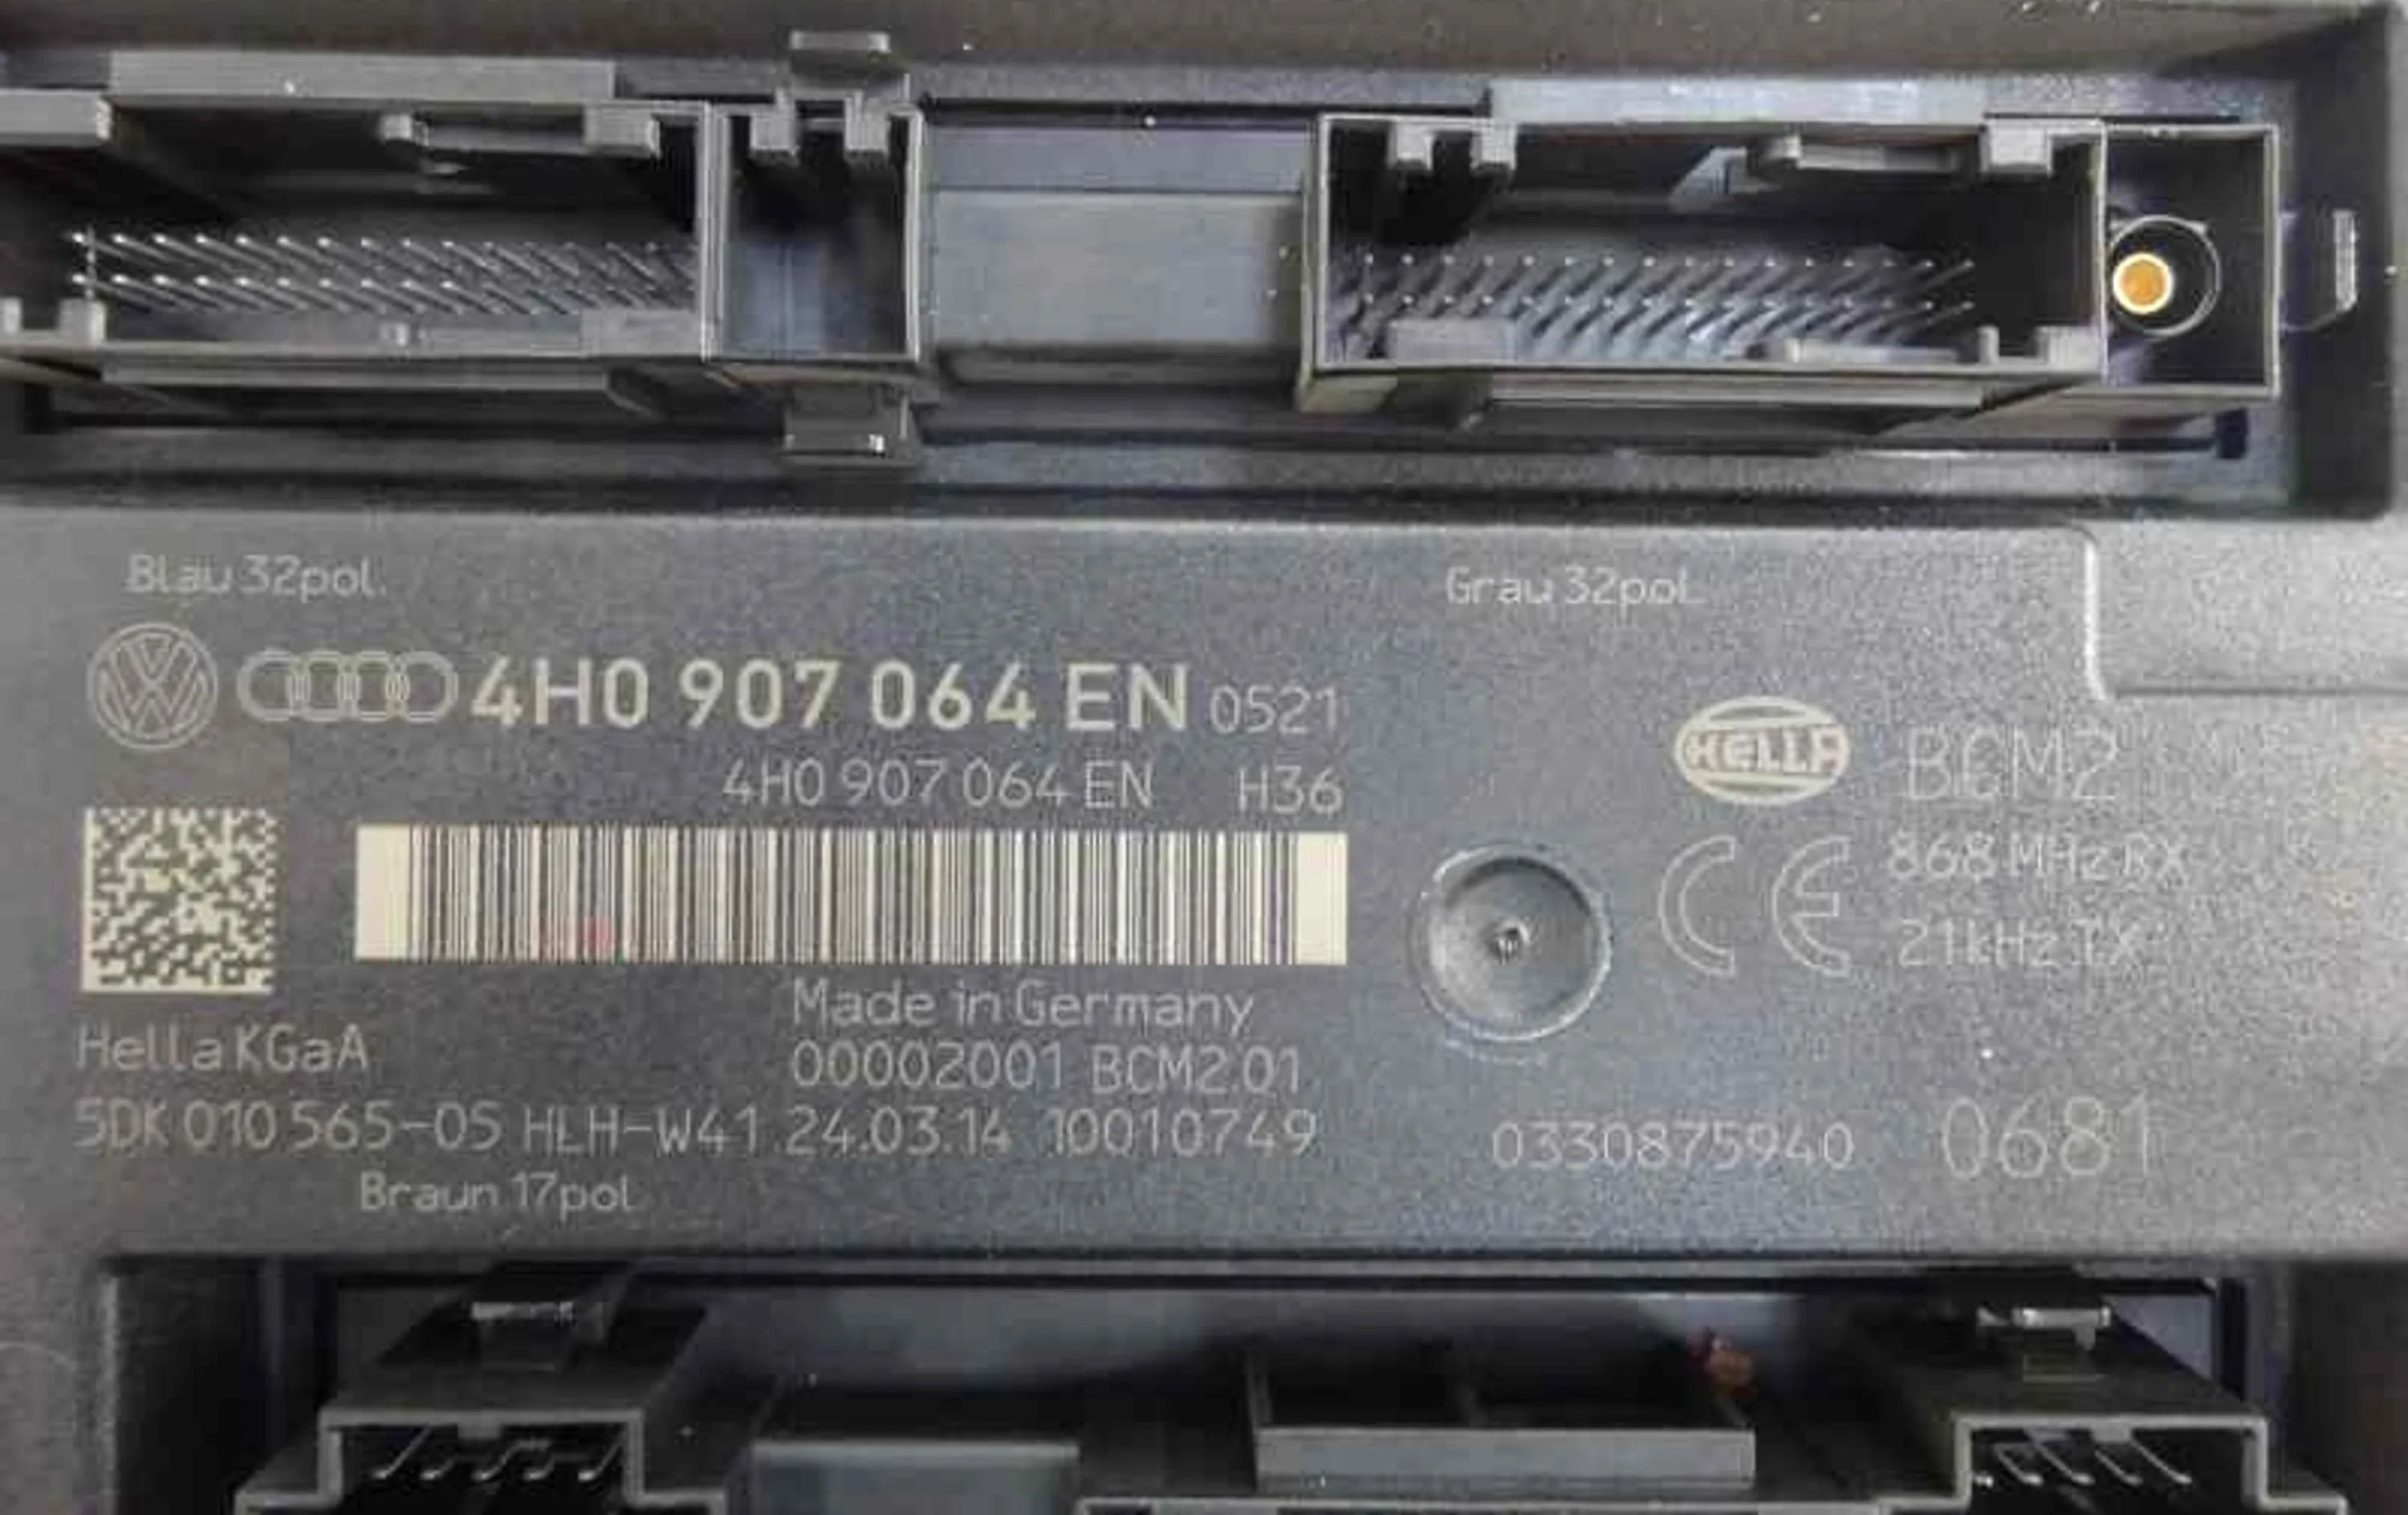 Blau 32pol.
Grau 32pol.
4H0 907 064 EN 0521
4H0 907 064 EN H36
HELLA BCM2
868 MHz RX
21kHz TX
Made in Germany
Hella KGaA
00002001 BCM2.01
5DK 010 565-05 HLH-W41 24.03.14 10010749
0330875940 0681
Braun 17pol.